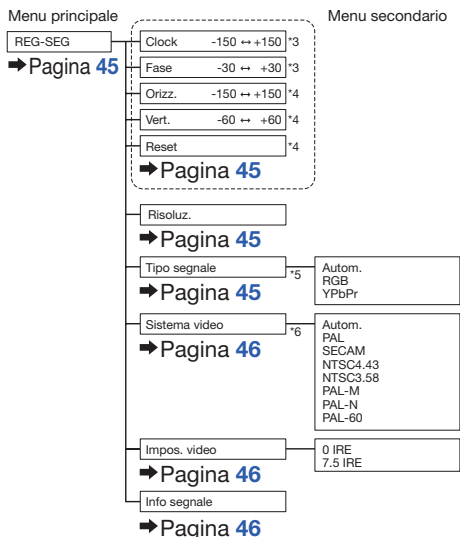 Menu principale Menu secondario
REG-SEG
➡Pagina 45
Clock -150 ↔ +150 *3
Fase -30 ↔ +30 *3
Orizz. -150 ↔ +150 *4
Vert. -60 ↔ +60 *4
Reset *4
➡Pagina 45
Risoluz.
➡Pagina 45
Tipo segnale *5
➡Pagina 45
Autom.
RGB
YPbPr
Sistema video *6
➡Pagina 46
Autom.
PAL
SECAM
NTSC4.43
NTSC3.58
PAL-M
PAL-N
PAL-60
Impos. video
➡Pagina 46
0 IRE
7.5 IRE
Info segnale
➡Pagina 46